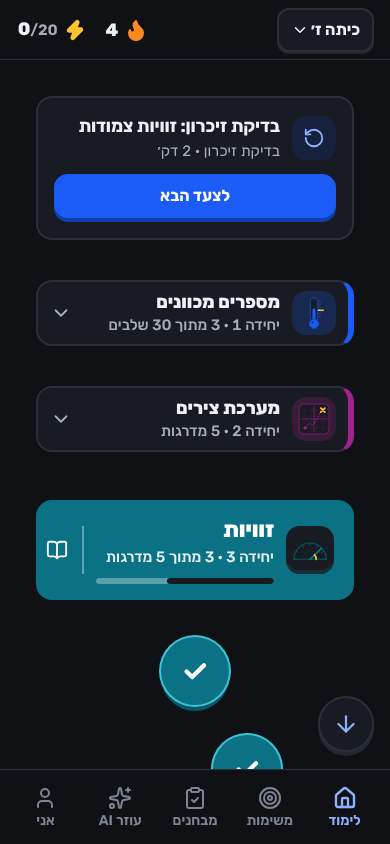 כיתה ז׳
4
0/20
בדיקת זיכרון: זוויות צמודות
בדיקת זיכרון • 2 דק׳
לצעד הבא
מספרים מכוונים
יחידה 1 • 3 מתוך 30 שלבים
מערכת צירים
יחידה 2 • 5 מדרגות
זוויות
יחידה 3 • 3 מתוך 5 מדרגות
לימוד
משימות
מבחנים
עוזר AI
אני